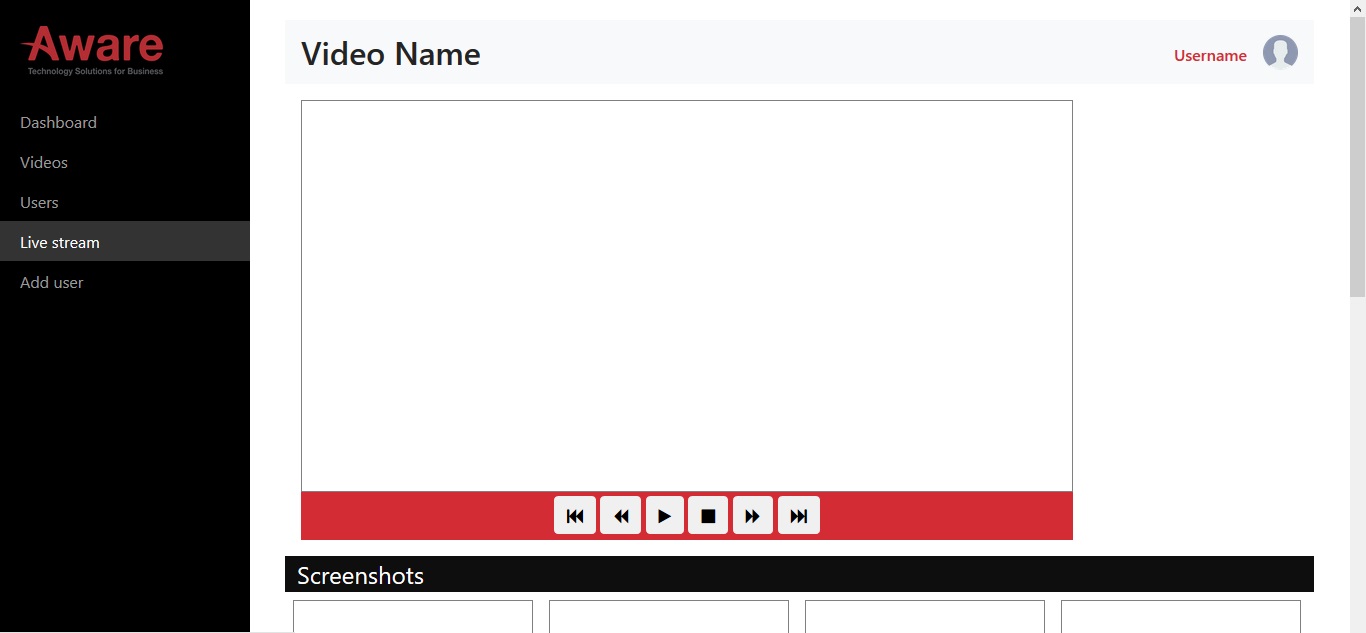 Aware
Technology Solutions for Business
Dashboard
Videos
Users
Live stream
Add user
Video Name
Username
Screenshots